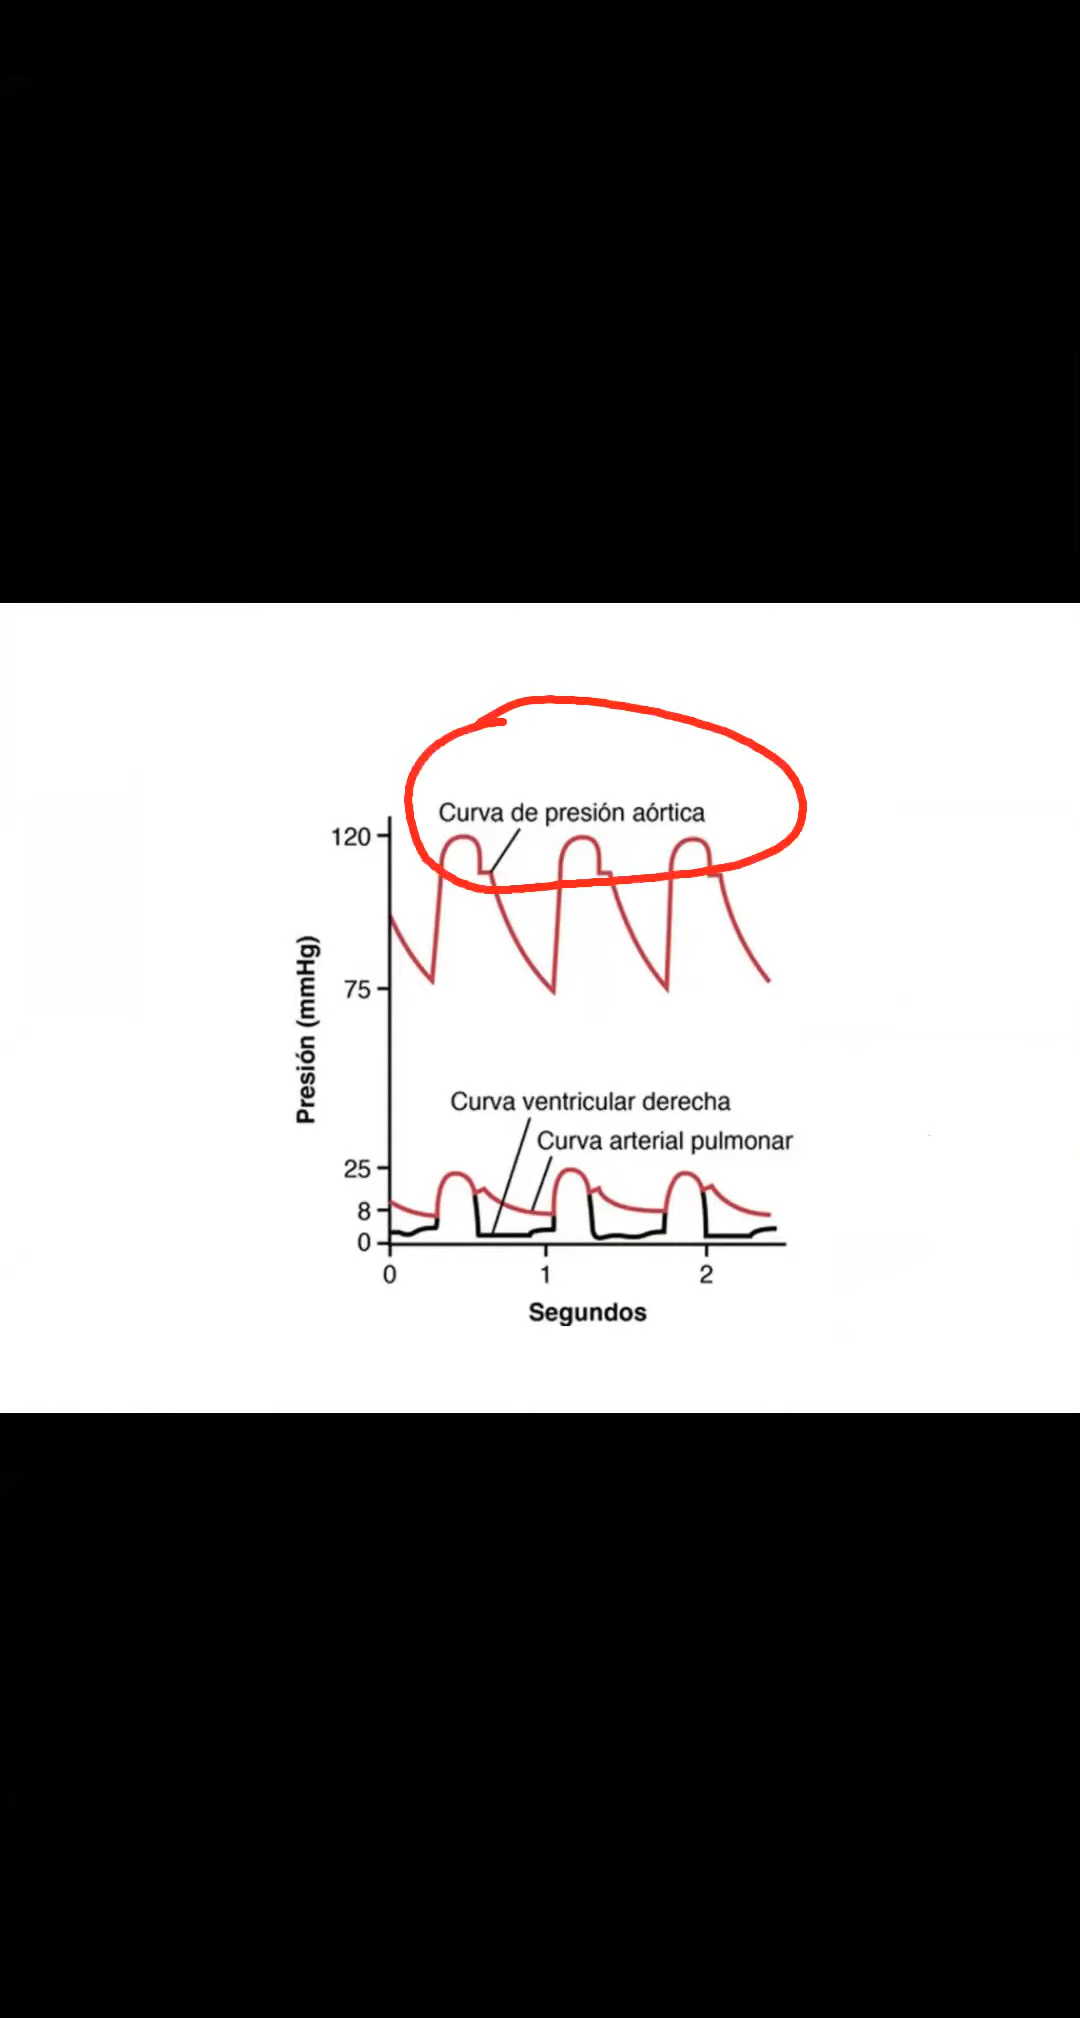 Curva de presión aórtica
120
75
Presión (mmHg)
Curva ventricular derecha
Curva arterial pulmonar
25
8
0
0 1 2
Segundos